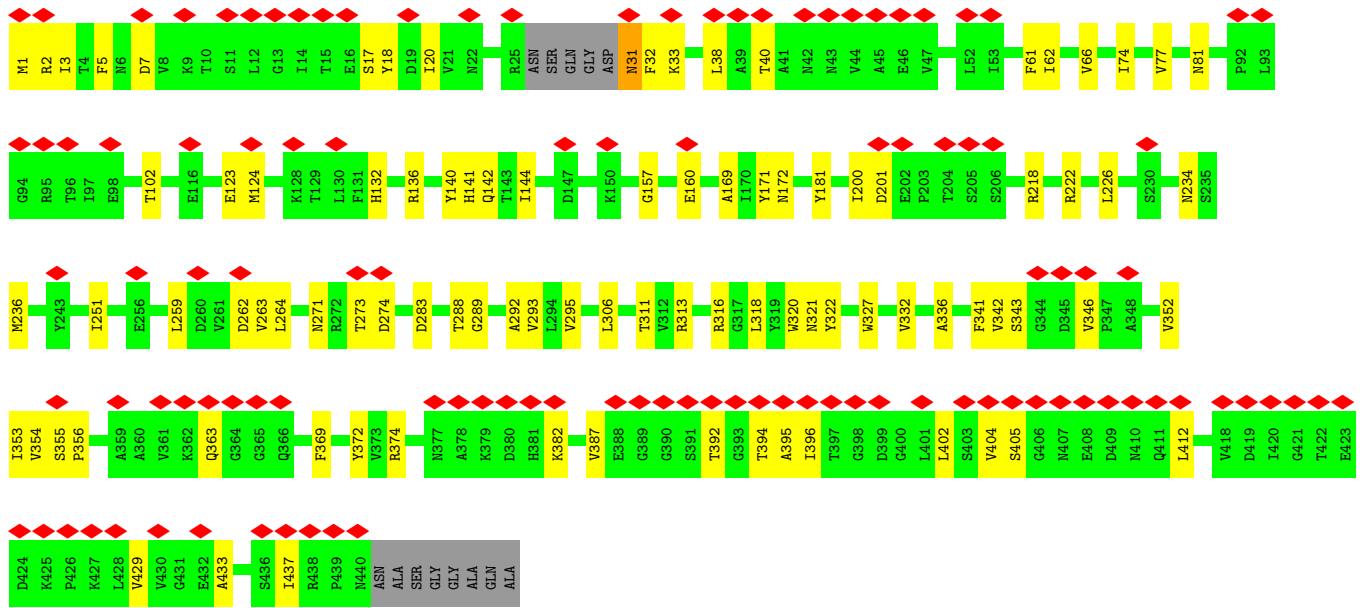 M1 R2 I3 T4 F5 N6 D7 V8 K9 T10 S11 L12 G13 I14 T15 E16 S17 Y18 D19 I20 V21 N22 R25 ASN SER GLN GLY ASP N31 F32 K33 L38 A39 T40 A41 N42 N43 V44 A45 E46 V47 L52 I53 F61 I62 V66 I74 V77 N81 P92 L93
G94 R95 T96 I97 E98 T102 E116 E123 M124 K128 T129 L130 F131 H132 R136 Y140 H141 Q142 T143 I144 D147 K150 G157 E160 A169 I170 Y171 N172 Y181 I200 D201 E202 P203 T204 S205 S206 R218 R222 L226 S230 N234 S235
M236 Y243 I251 E256 L259 D260 V261 D262 V263 L264 N271 R272 T273 D274 D283 T288 G289 A292 V293 L294 V295 L306 T311 V312 R313 R316 G317 L318 Y319 W320 N321 Y322 W327 V332 A336 F341 V342 S343 G344 D345 V346 P347 A348 V352
I353 V354 S355 P356 A359 A360 V361 K362 Q363 G364 G365 Q366 F369 Y372 V373 R374 N377 A378 K379 D380 H381 K382 V387 E388 G389 G390 S391 T392 G393 T394 A395 I396 T397 G398 D399 G400 L401 L402 S403 V404 S405 G406 N407 E408 D409 N410 Q411 L412 V418 D419 I420 G421 T422 E423
D424 K425 P426 K427 L428 V429 V430 G431 E432 A433 S436 I437 R438 P439 N440 ASN ALA SER GLY GLY ALA GLN ALA